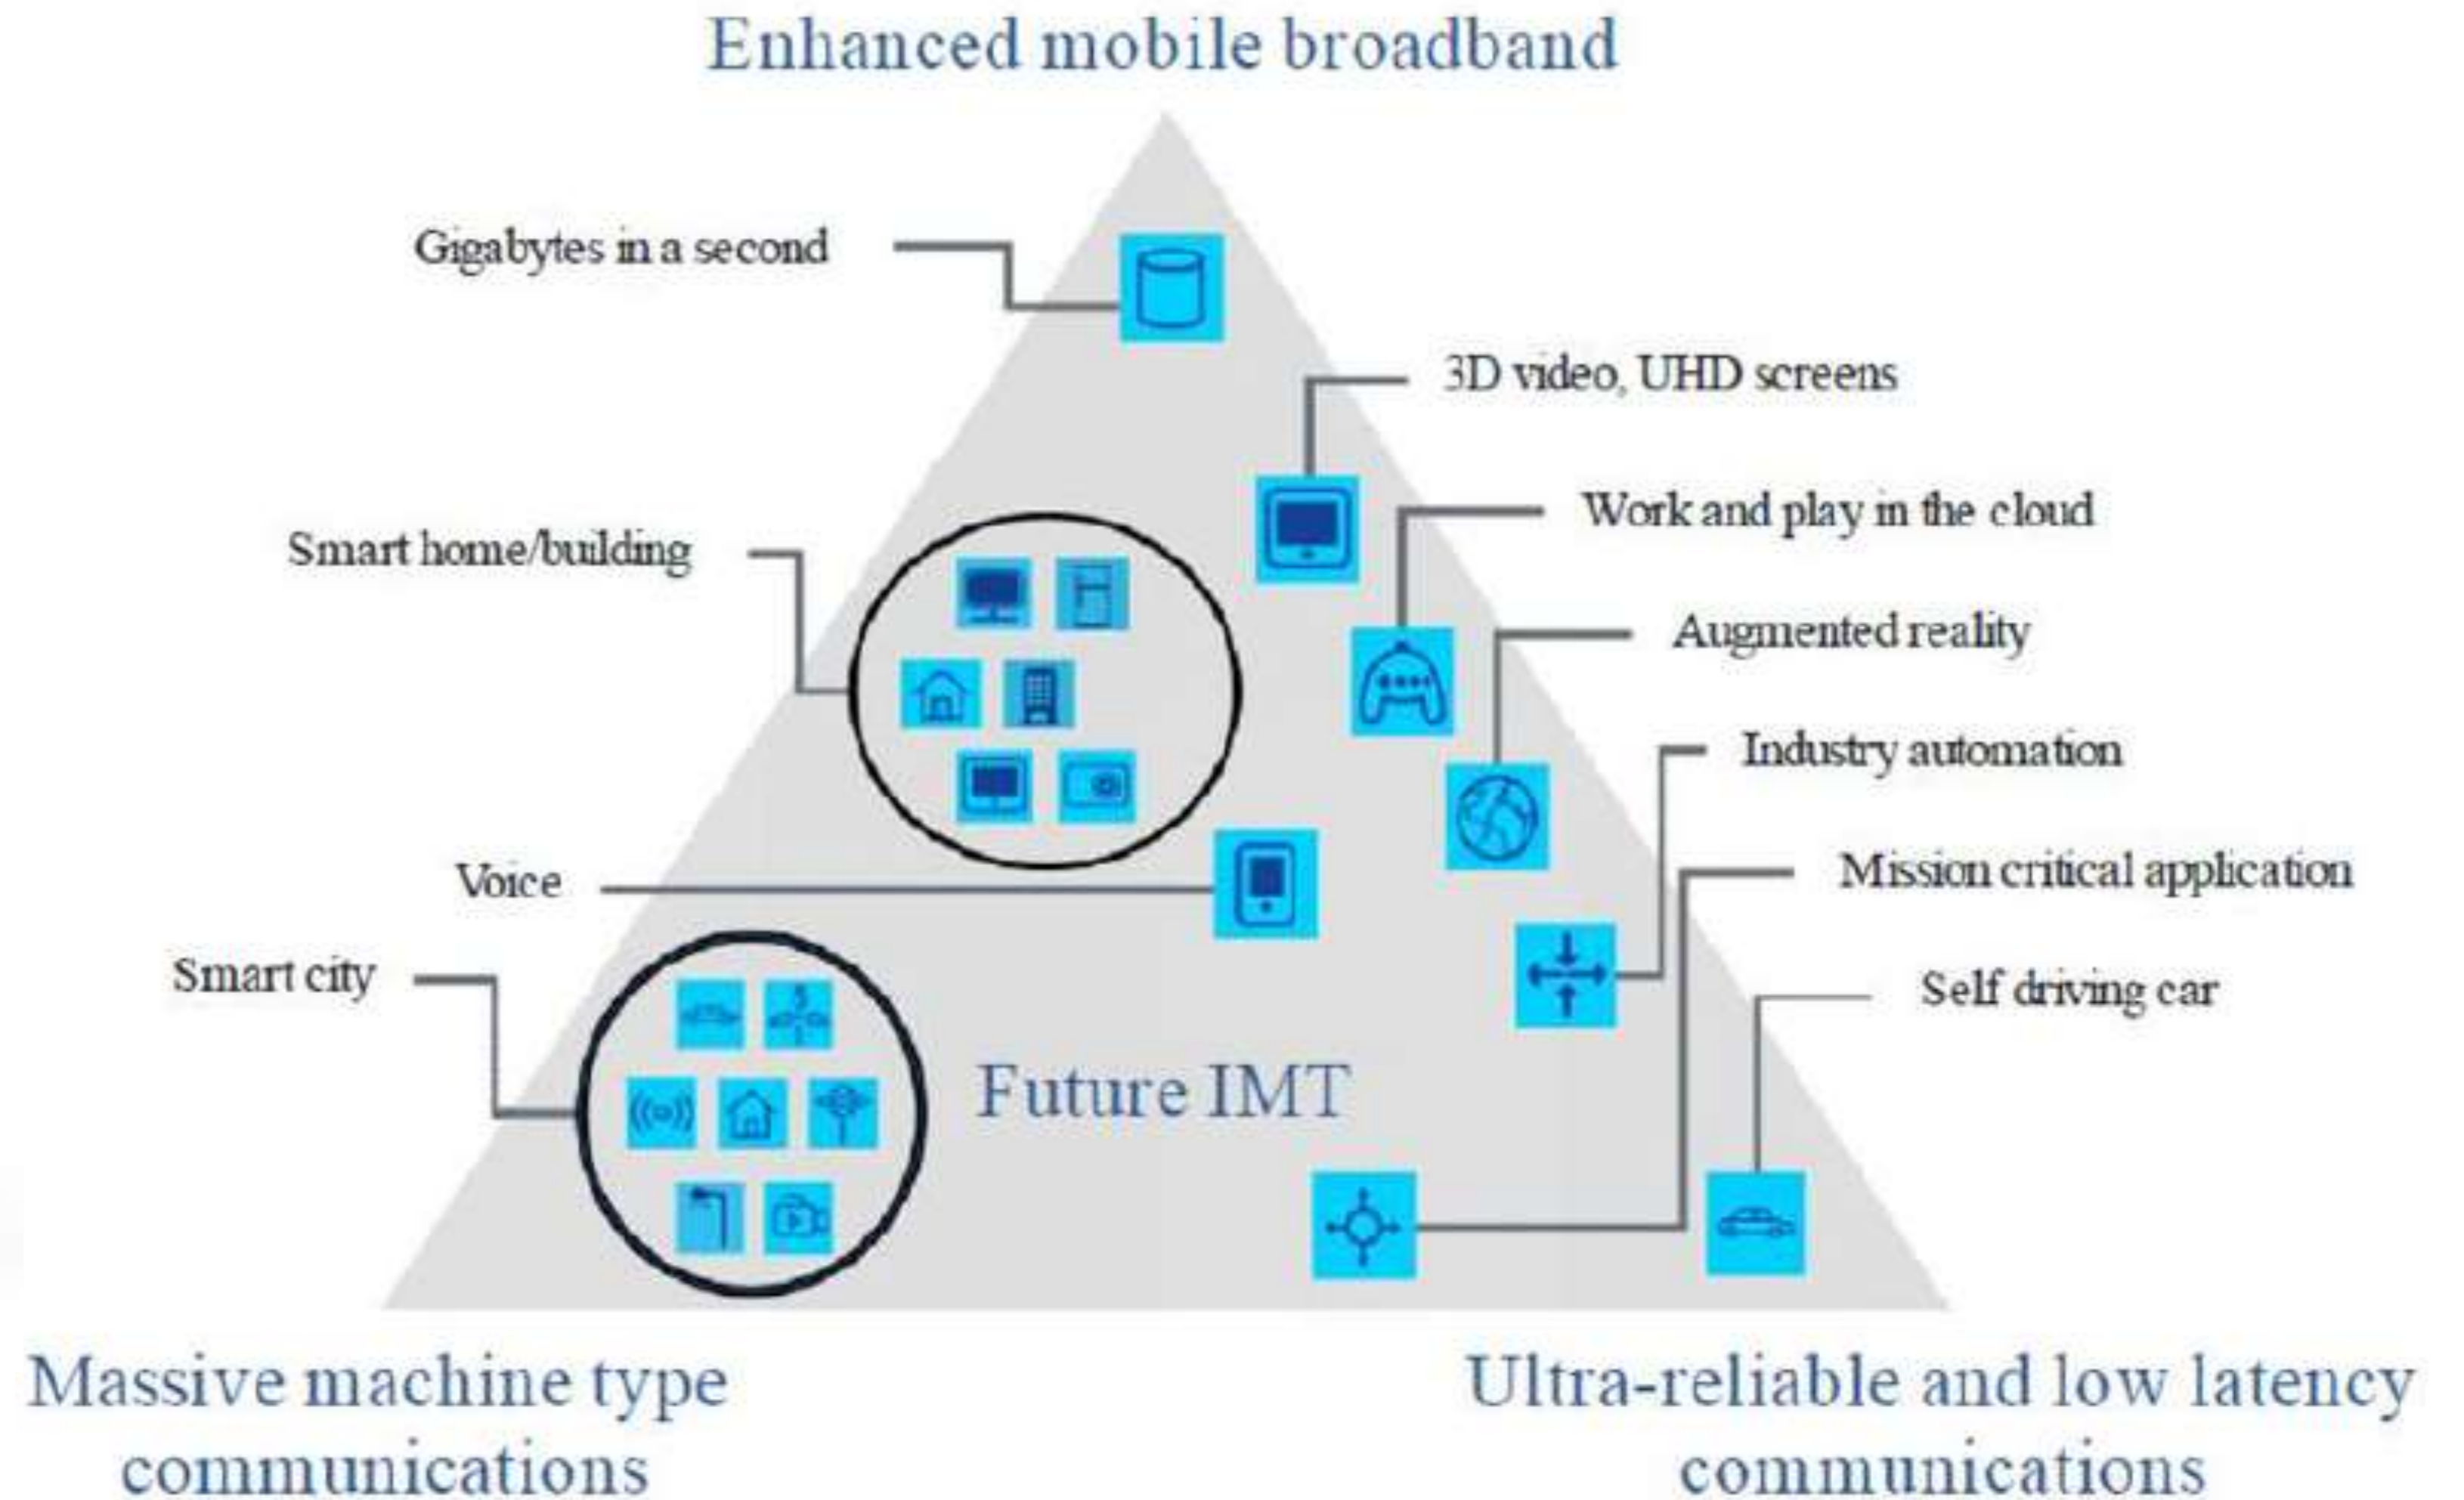 Enhanced mobile broadband
Gigabytes in a second
3D video, UHD screens
Work and play in the cloud
Smart home/building
Augmented reality
Industry automation
Voice
Mission critical application
Smart city
Self driving car
Future IMT
Massive machine type
communications
Ultra-reliable and low latency
communications